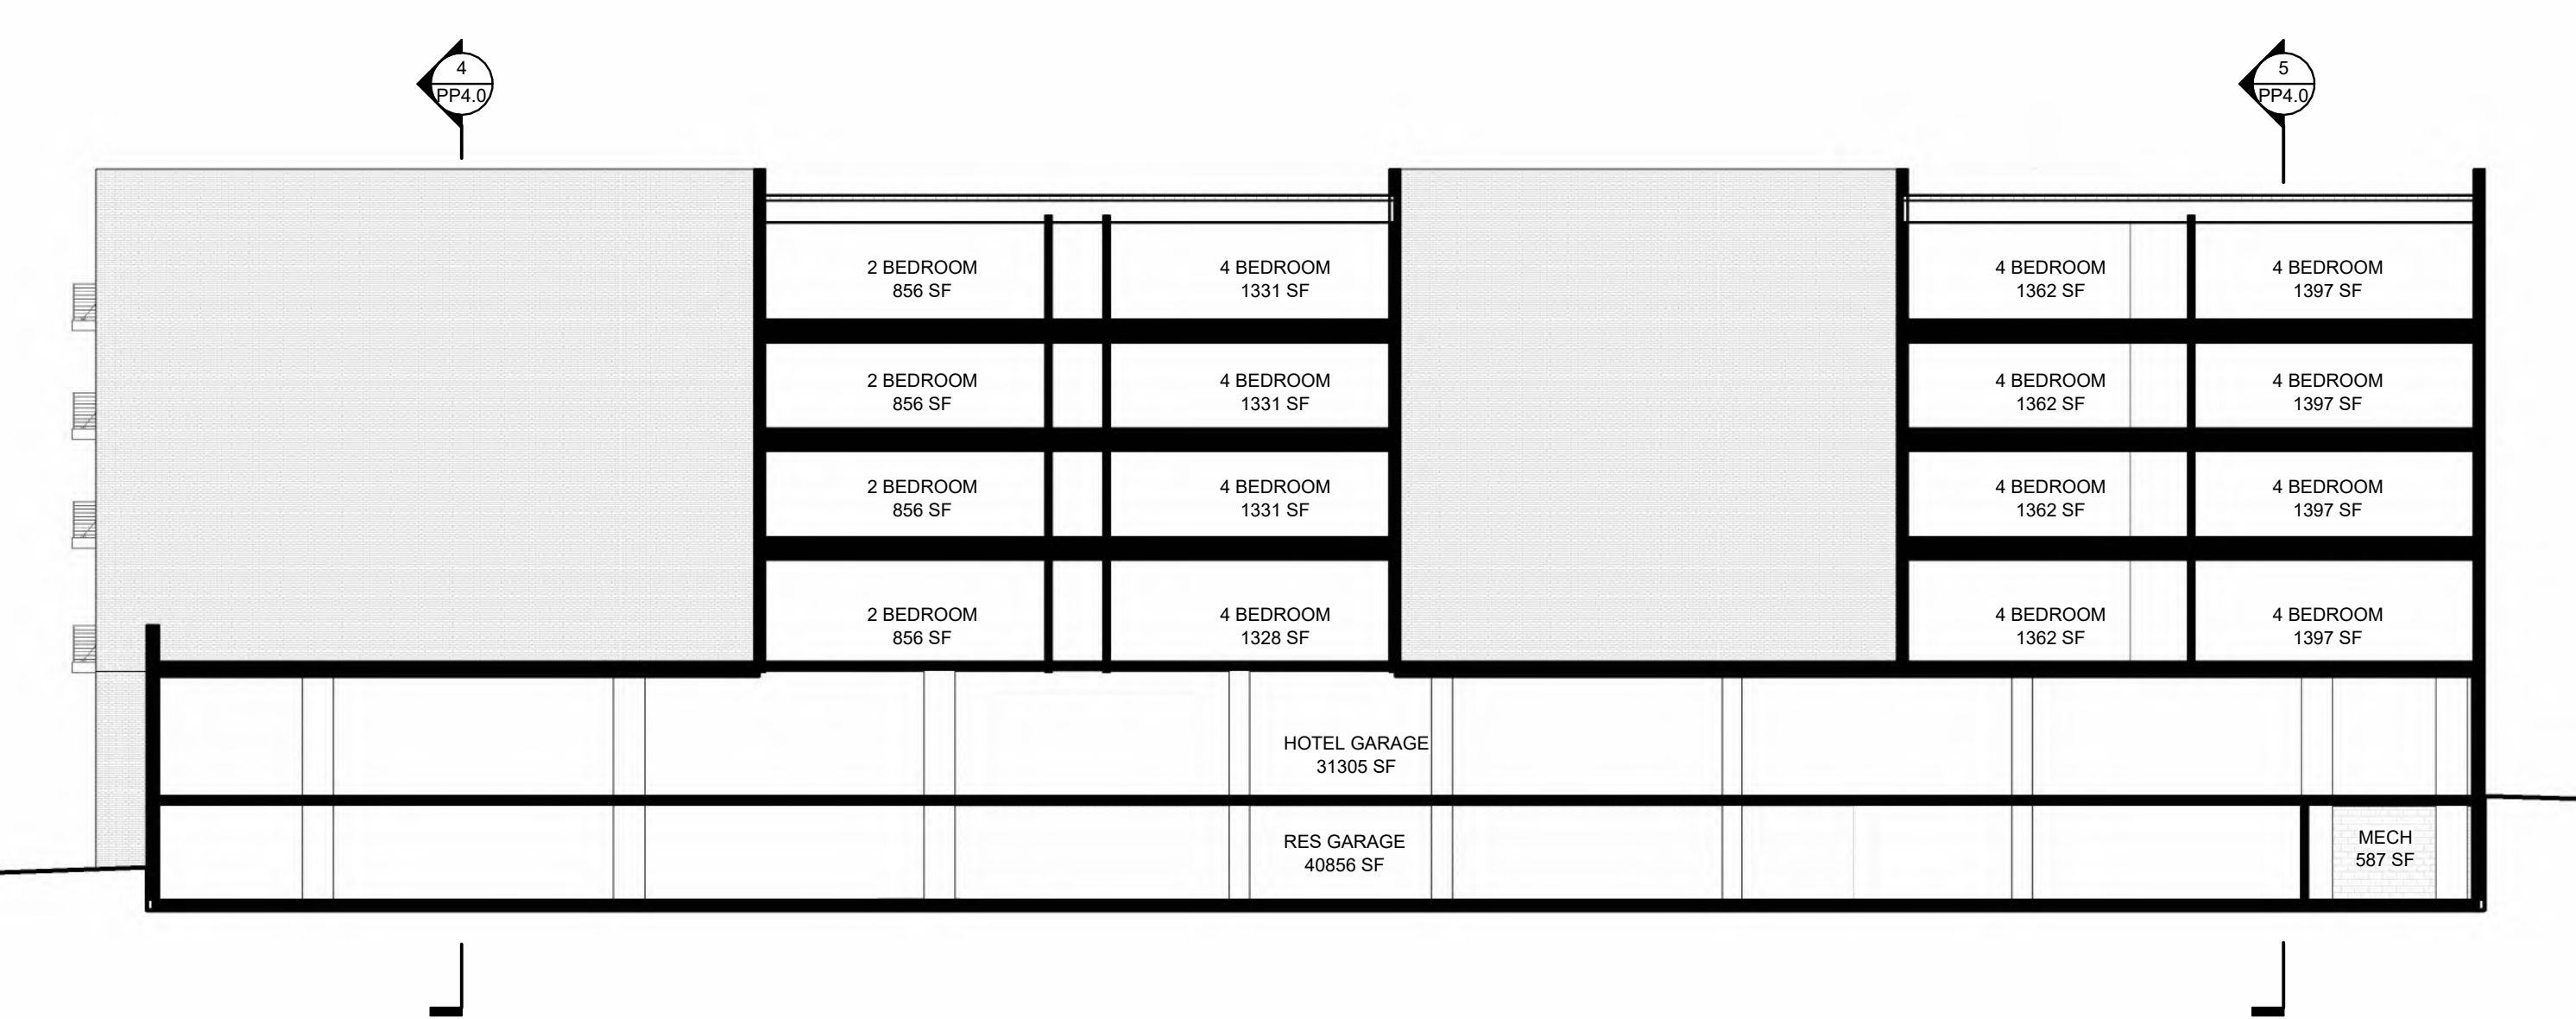 4
PP4.0
5
PP4.0
2 BEDROOM
856 SF
4 BEDROOM
1331 SF
4 BEDROOM
1362 SF
4 BEDROOM
1397 SF
2 BEDROOM
856 SF
4 BEDROOM
1331 SF
4 BEDROOM
1362 SF
4 BEDROOM
1397 SF
2 BEDROOM
856 SF
4 BEDROOM
1331 SF
4 BEDROOM
1362 SF
4 BEDROOM
1397 SF
2 BEDROOM
856 SF
4 BEDROOM
1328 SF
4 BEDROOM
1362 SF
4 BEDROOM
1397 SF
HOTEL GARAGE
31305 SF
RES GARAGE
40856 SF
MECH
587 SF